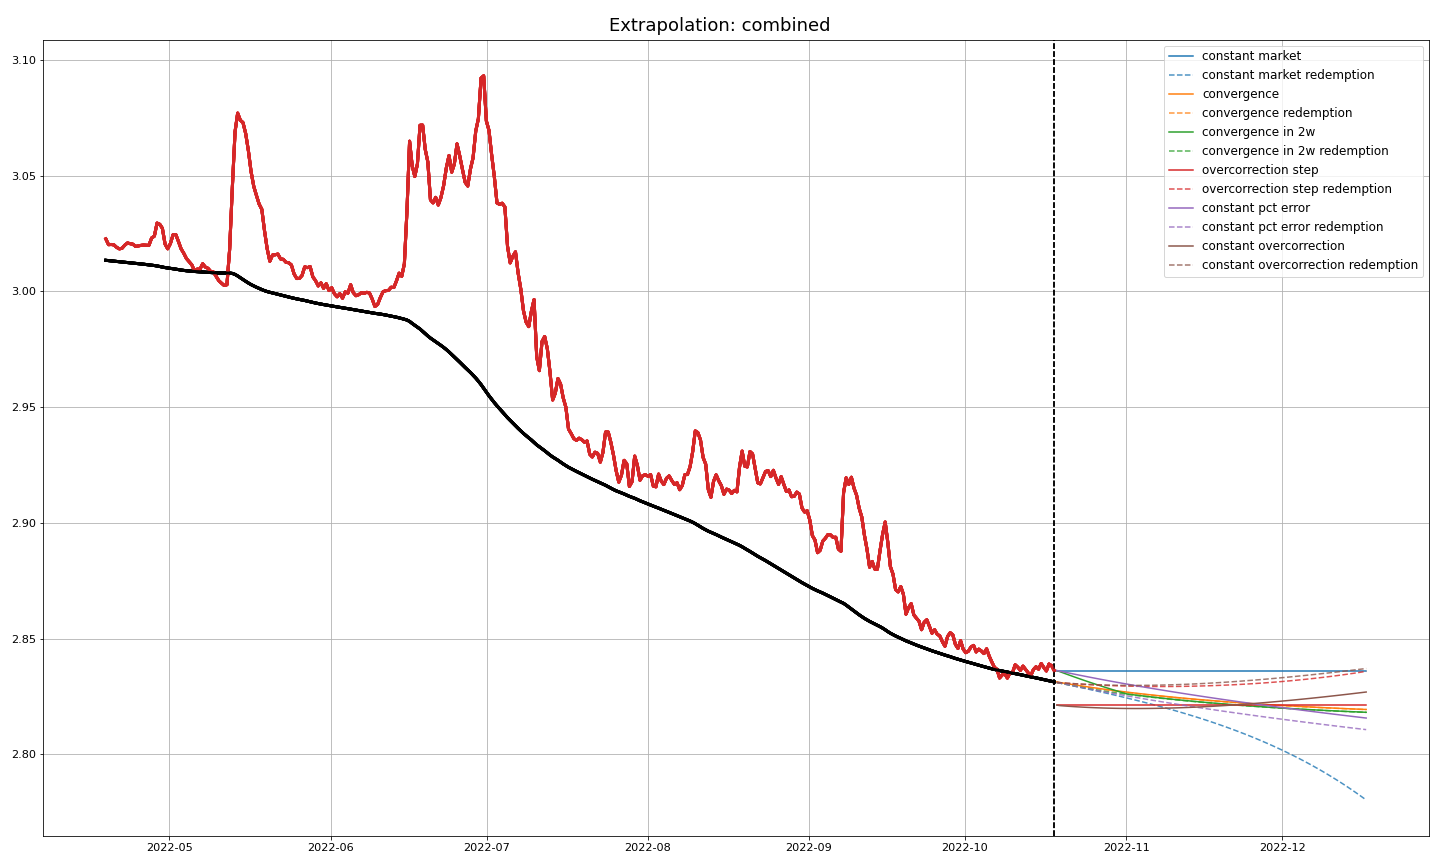 Extrapolation: combined
3.10
3.05
3.00
2.95
2.90
2.85
2.80
2022-05
2022-06
2022-07
2022-08
2022-09
2022-10
2022-11
2022-12
constant market
constant market redemption
convergence
convergence redemption
convergence in 2w
convergence in 2w redemption
overcorrection step
overcorrection step redemption
constant pct error
constant pct error redemption
constant overcorrection
constant overcorrection redemption